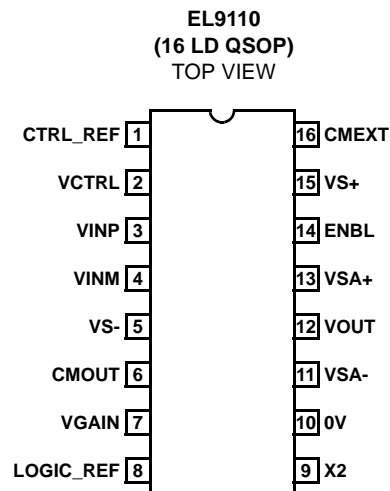 EL9110
(16 LD QSOP)
TOP VIEW
CTRL_REF 1 16 CMEXT
VCTRL 2 15 VS+
VINP 3 14 ENBL
VINM 4 13 VSA+
VS- 5 12 VOUT
CMOUT 6 11 VSA-
VGAIN 7 10 0V
LOGIC_REF 8 9 X2